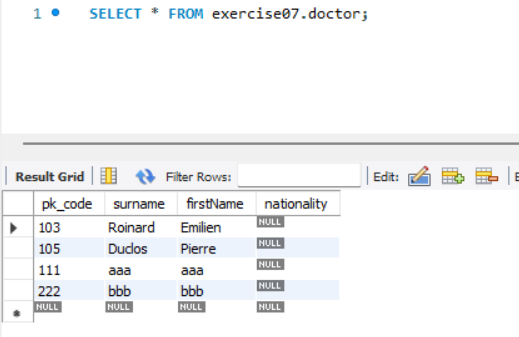 1 SELECT * FROM exercise07.doctor;
Result Grid Filter Rows: Edit:
pk_code surname firstName nationality
103 Roinard Emilien NULL
105 Duclos Pierre NULL
111 aaa aaa NULL
222 bbb bbb NULL
NULL NULL NULL NULL